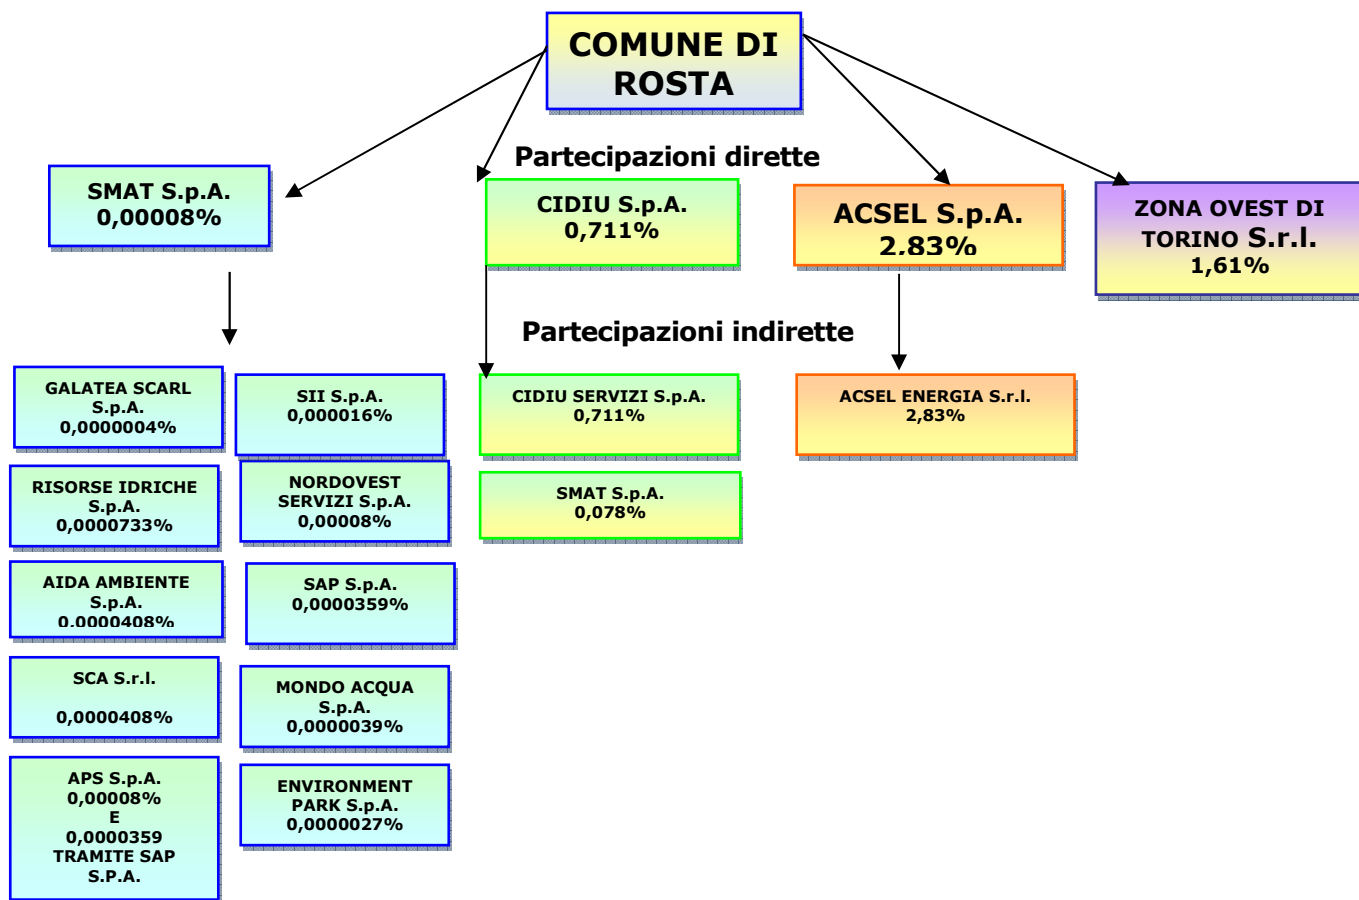 COMUNE DI
ROSTA
Partecipazioni dirette
SMAT S.p.A.
0,00008%
CIDIU S.p.A.
0,711%
ACSEL S.p.A.
2,83%
ZONA OVEST DI
TORINO S.r.l.
1,61%
Partecipazioni indirette
GALATEA SCARL
S.p.A.
0,0000004%
SII S.p.A.
0,000016%
CIDIU SERVIZI S.p.A.
0,711%
ACSEL ENERGIA S.r.l.
2,83%
RISORSE IDRICHE
S.p.A.
0,0000733%
NORDOVEST
SERVIZI S.p.A.
0,00008%
SMAT S.p.A.
0,078%
AIDA AMBIENTE
S.p.A.
0,0000408%
SAP S.p.A.
0,0000359%
SCA S.r.l.
0,0000408%
MONDO ACQUA
S.p.A.
0,0000039%
APS S.p.A.
0,00008%
E
0,0000359
TRAMITE SAP
S.P.A.
ENVIRONMENT
PARK S.p.A.
0,0000027%